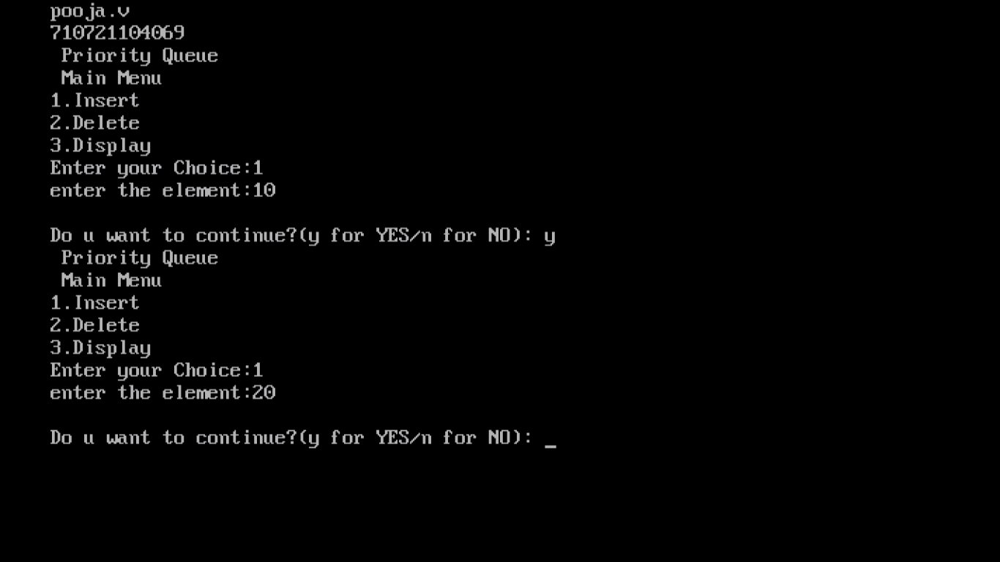 pooja.v
710721104069
Priority Queue
Main Menu
1.Insert
2.Delete
3.Display
Enter your Choice:1
enter the element:10
Do u want to continue?(y for YES/n for NO): y
Priority Queue
Main Menu
1.Insert
2.Delete
3.Display
Enter your Choice:1
enter the element:20
Do u want to continue?(y for YES/n for NO): _